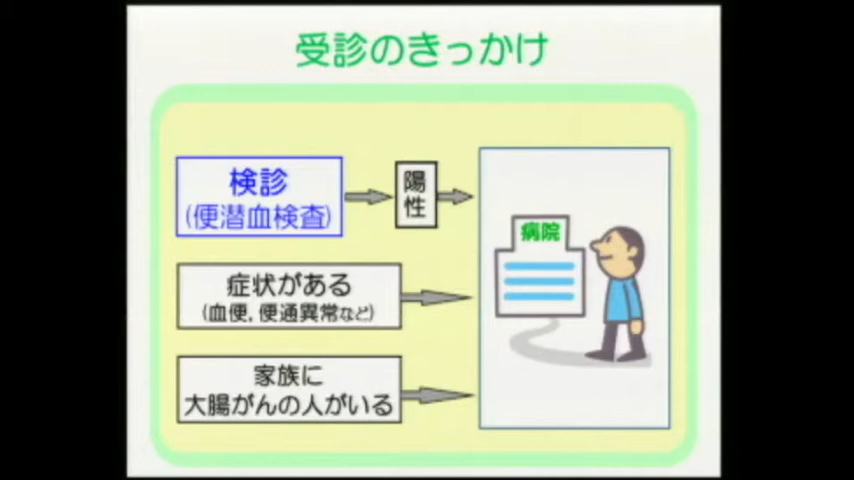 受診のきっかけ
検診
(便潜血検査)
陽性
症状がある
(血便,便通異常など)
家族に
大腸がんの人がいる
病院